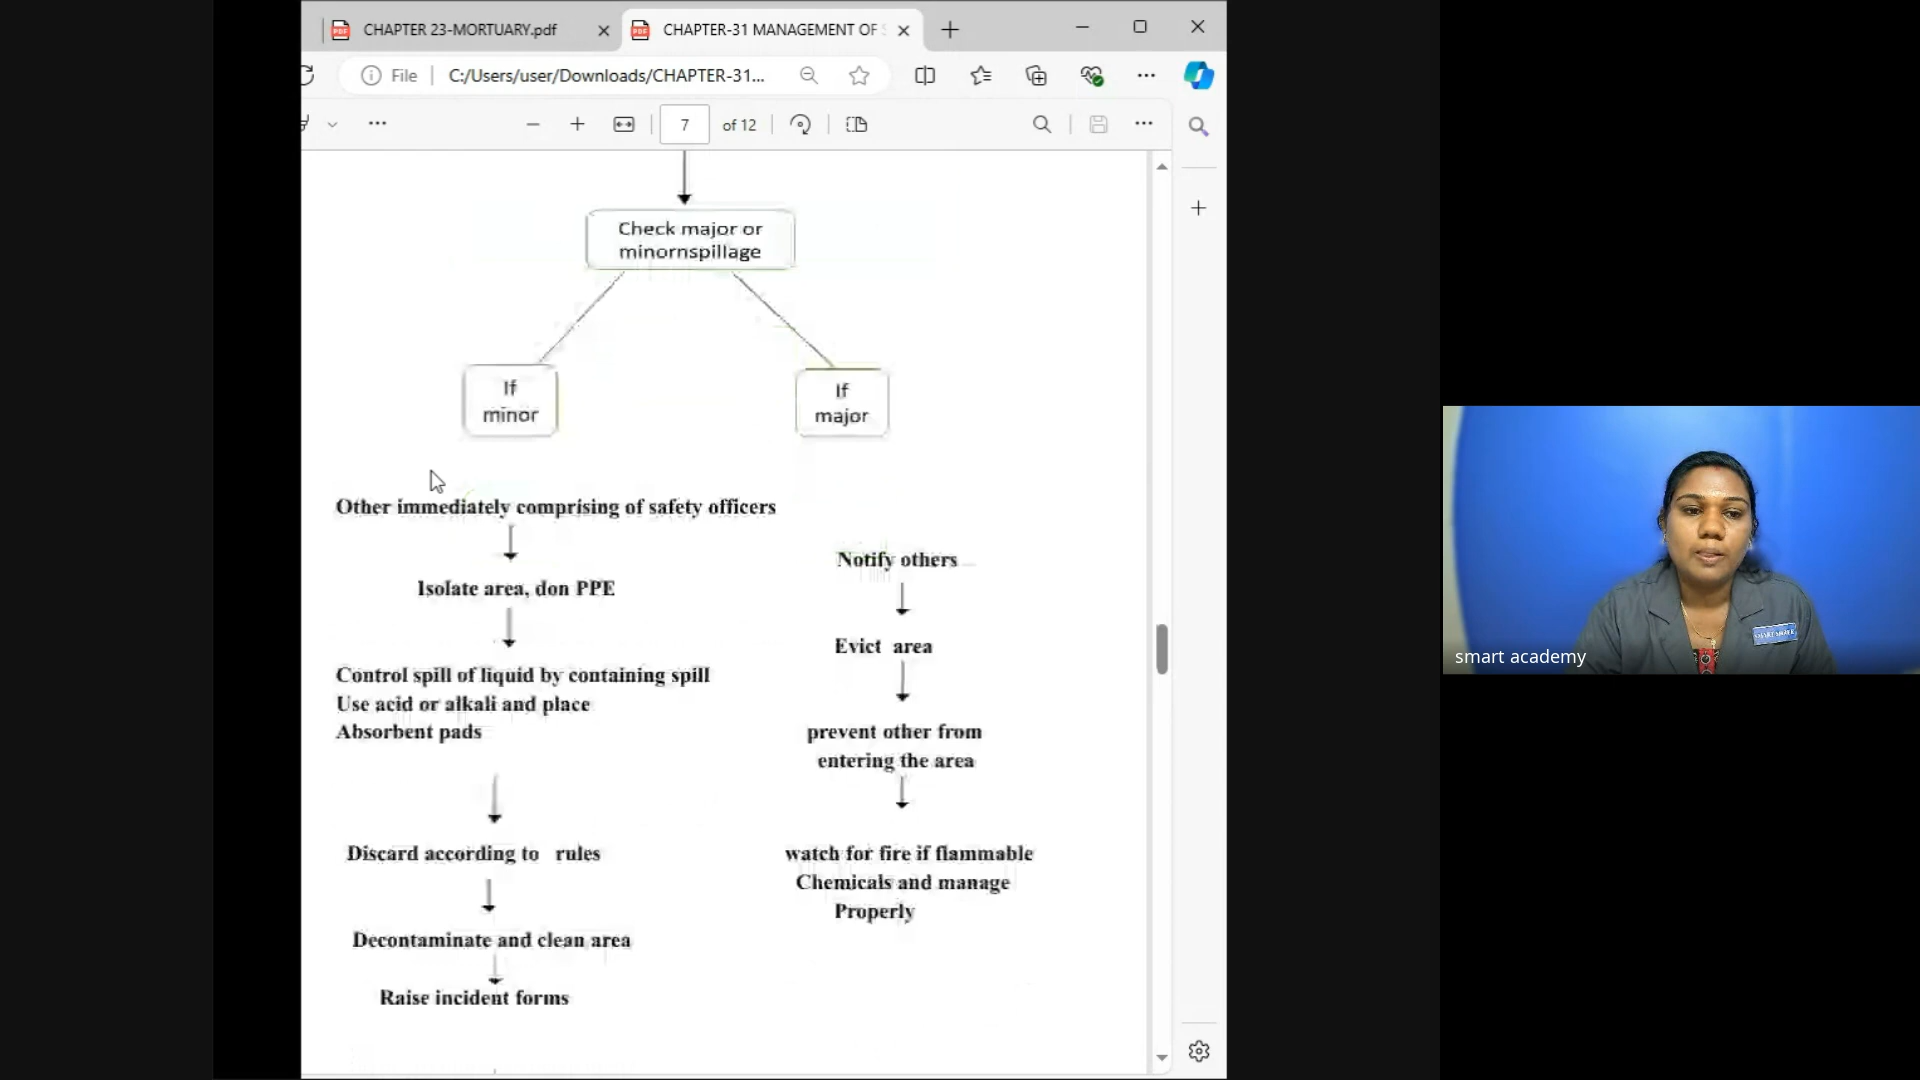 CHAPTER 23-MORTUARY.pdf
CHAPTER-31 MANAGEMENT OF S
File
C:/Users/user/Downloads/CHAPTER-31...
7
of 12
Check major or
minornspillage
If
minor
If
major
Other immediately comprising of safety officers
Isolate area, don PPE
Control spill of liquid by containing spill
Use acid or alkali and place
Absorbent pads
Discard according to rules
Decontaminate and clean area
Raise incident forms
Notify others
Evict area
prevent other from
entering the area
watch for fire if flammable
Chemicals and manage
Properly
smart academy